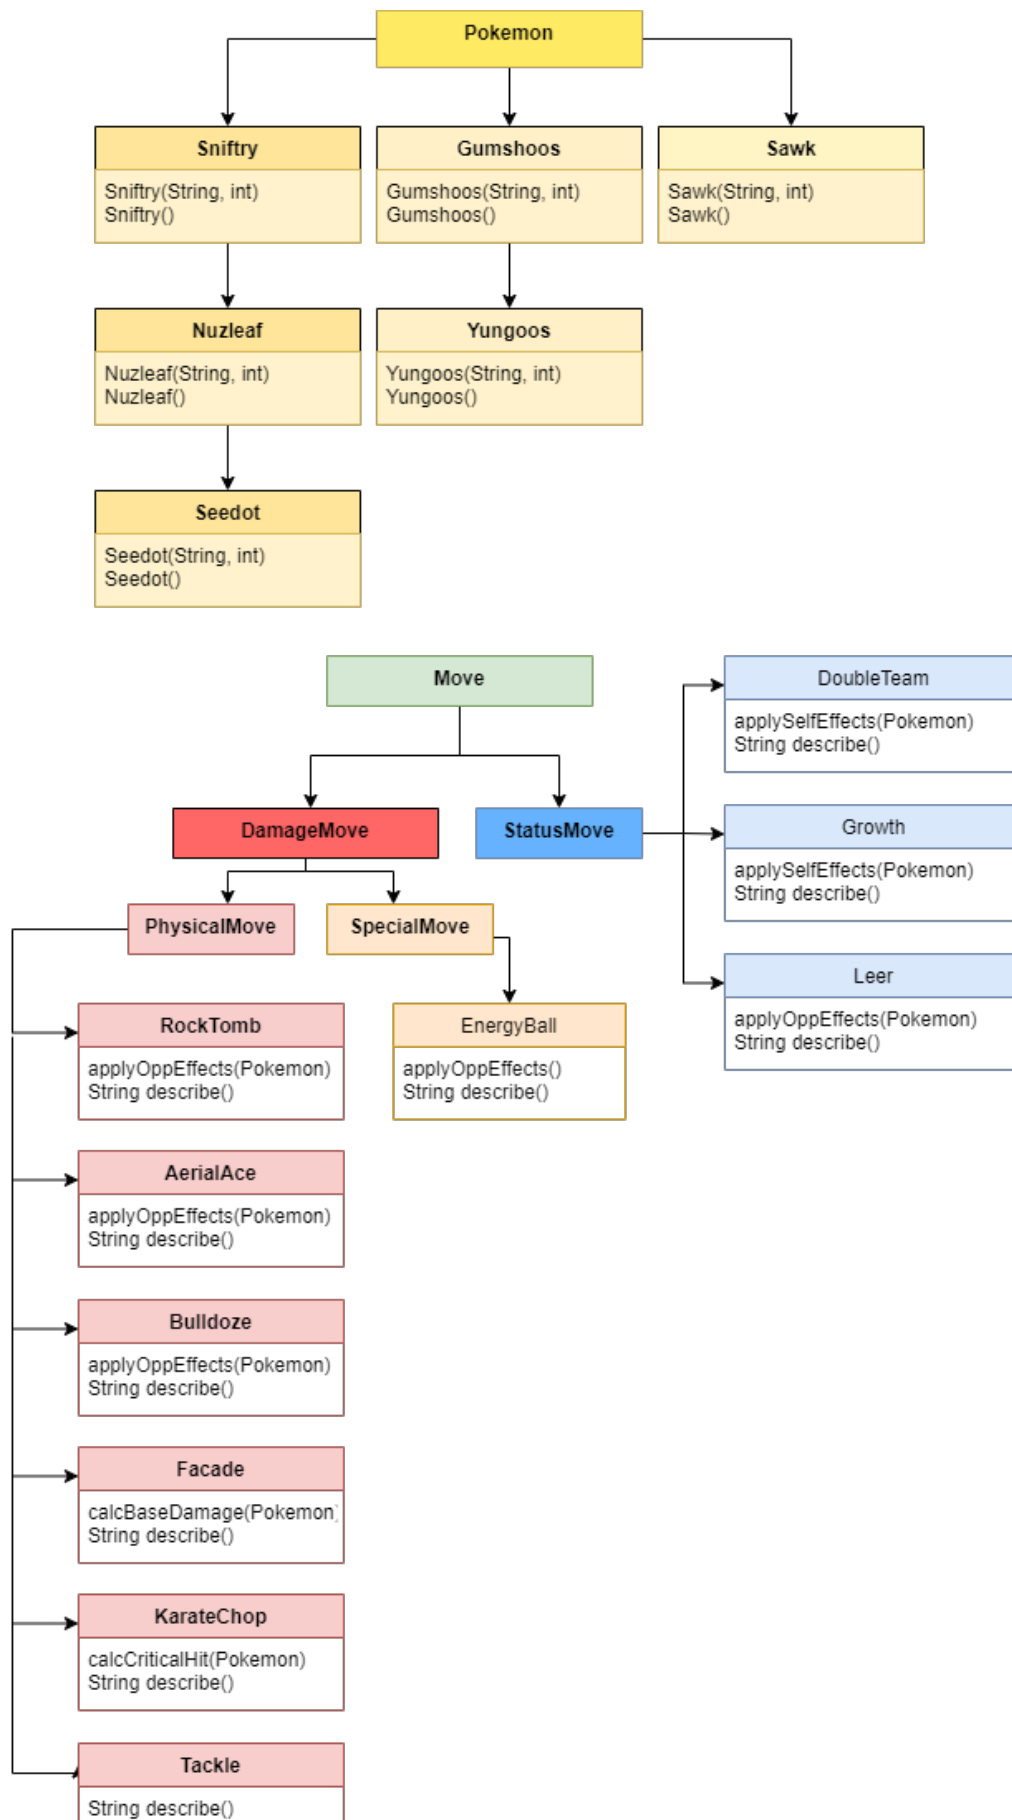 Pokemon
Sniftry
Sniftry(String, int)
Sniftry()
Gumshoos
Gumshoos(String, int)
Gumshoos()
Sawk
Sawk(String, int)
Sawk()
Nuzleaf
Nuzleaf(String, int)
Nuzleaf()
Yungoos
Yungoos(String, int)
Yungoos()
Seedot
Seedot(String, int)
Seedot()
Move
DamageMove
StatusMove
PhysicalMove
SpecialMove
DoubleTeam
applySelfEffects(Pokemon)
String describe()
Growth
applySelfEffects(Pokemon)
String describe()
Leer
applyOppEffects(Pokemon)
String describe()
EnergyBall
applyOppEffects()
String describe()
RockTomb
applyOppEffects(Pokemon)
String describe()
AerialAce
applyOppEffects(Pokemon)
String describe()
Bulldoze
applyOppEffects(Pokemon)
String describe()
Facade
calcBaseDamage(Pokemon)
String describe()
KarateChop
calcCriticalHit(Pokemon)
String describe()
Tackle
String describe()